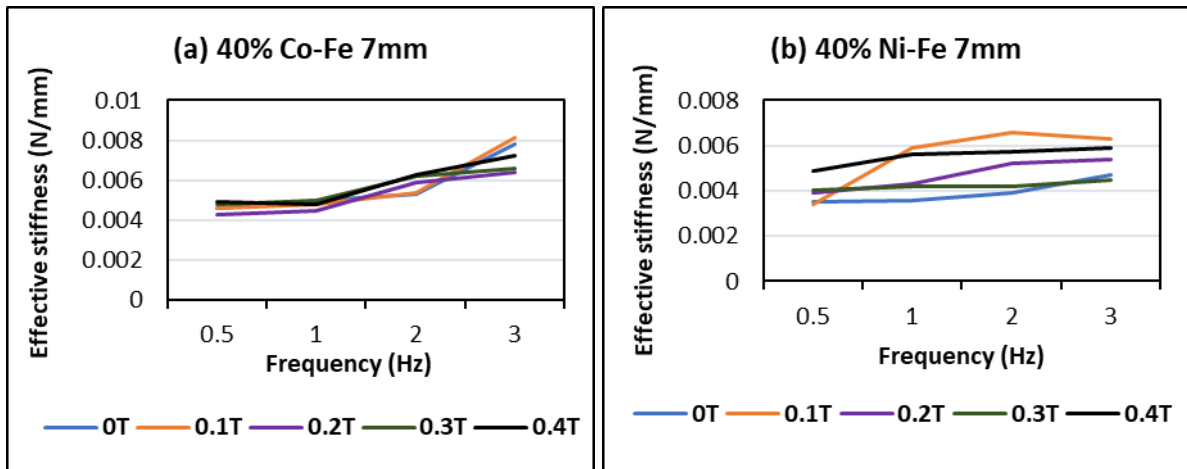 (a) 40% Co-Fe 7mm
Effective stiffness (N/mm)
0.01
0.008
0.006
0.004
0.002
0
0.5 1 2 3
Frequency (Hz)
0T 0.1T 0.2T 0.3T 0.4T
(b) 40% Ni-Fe 7mm
Effective stiffness (N/mm)
0.008
0.006
0.004
0.002
0
0.5 1 2 3
Frequency (Hz)
0T 0.1T 0.2T 0.3T 0.4T